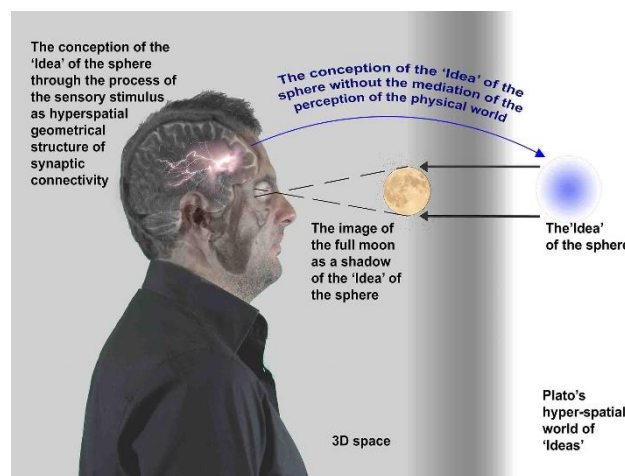 The conception of the
'Idea' of the sphere
through the process of
the sensory stimulus
as hyperspatial
geometrical
structure of
synaptic
connectivity
The conception of the 'Idea' of the
sphere without the mediation of the
perception of the physical world
The image of
the full moon
as a shadow
of the 'Idea' of
the sphere
The'Idea'
of the sphere
3D space
Plato's
hyper-spatial
world of
'Ideas'